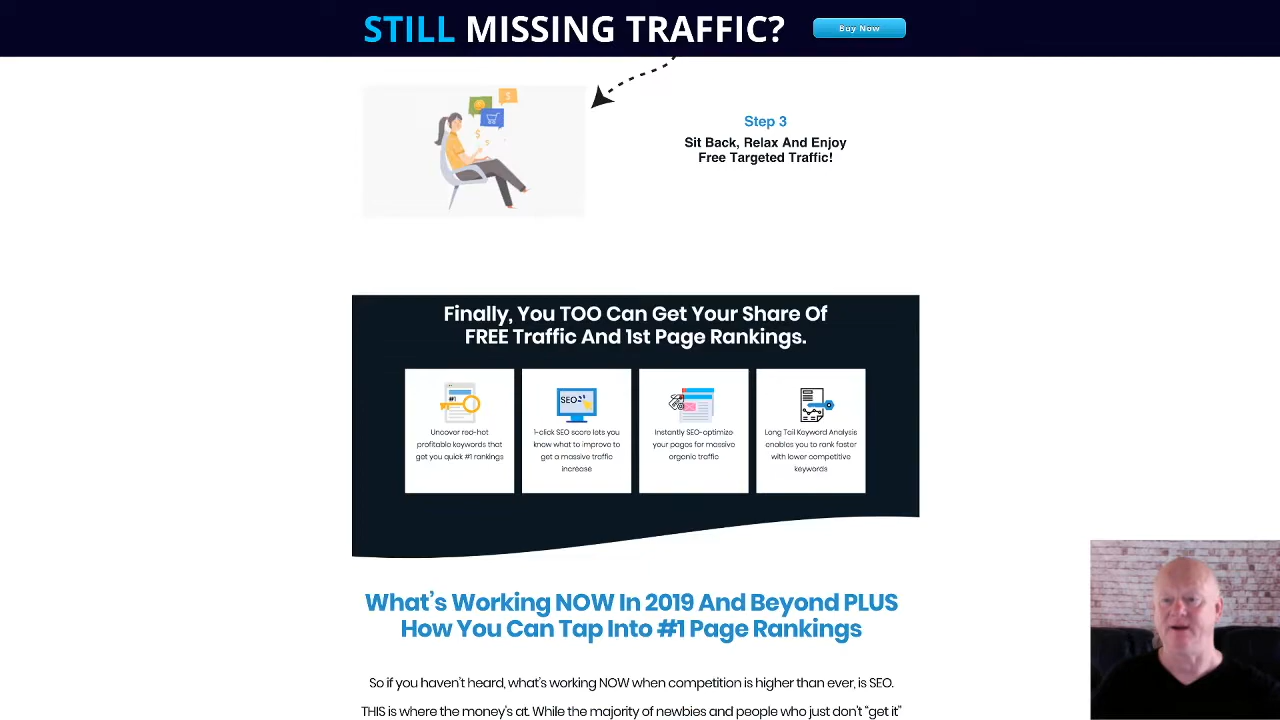 STILL MISSING TRAFFIC?
Buy Now
Step 3
Sit Back, Relax And Enjoy
Free Targeted Traffic!
Finally, You TOO Can Get Your Share Of
FREE Traffic And 1st Page Rankings.
#1
Uncover red-hot
profitable keywords that
get you quick #1 rankings
SEO
1-click SEO score lets you
know what to improve to
get a massive traffic
increase
Instantly SEO-optimize
your pages for massive
organic traffic
Long Tail Keyword Analysis
enables you to rank faster
with lower competitive
keywords
What's Working NOW In 2019 And Beyond PLUS
How You Can Tap Into #1 Page Rankings
So if you haven't heard, what's working NOW when competition is higher than ever, is SEO.
THIS is where the money's at. While the majority of newbies and people who just don't "get it"